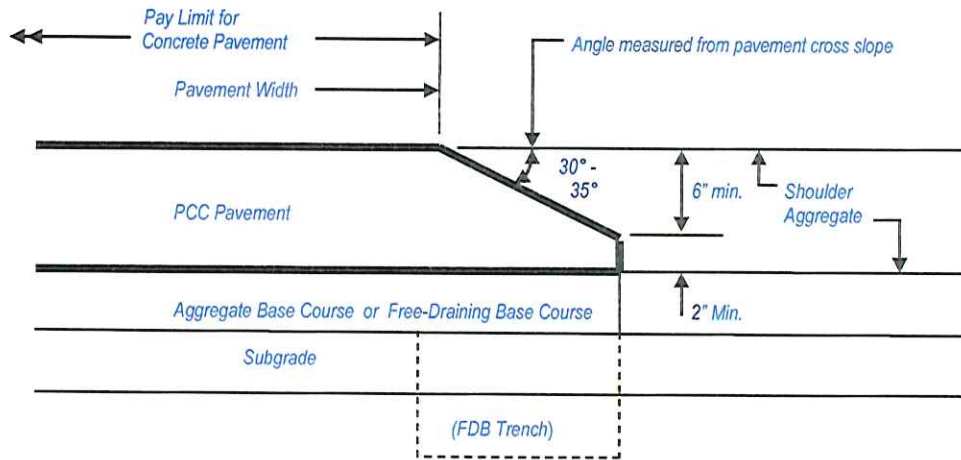 Pay Limit for
Concrete Pavement
Angle measured from pavement cross slope
Pavement Width
30° -
35°
6" min.
Shoulder
Aggregate
PCC Pavement
2" Min.
Aggregate Base Course or Free-Draining Base Course
Subgrade
(FDB Trench)